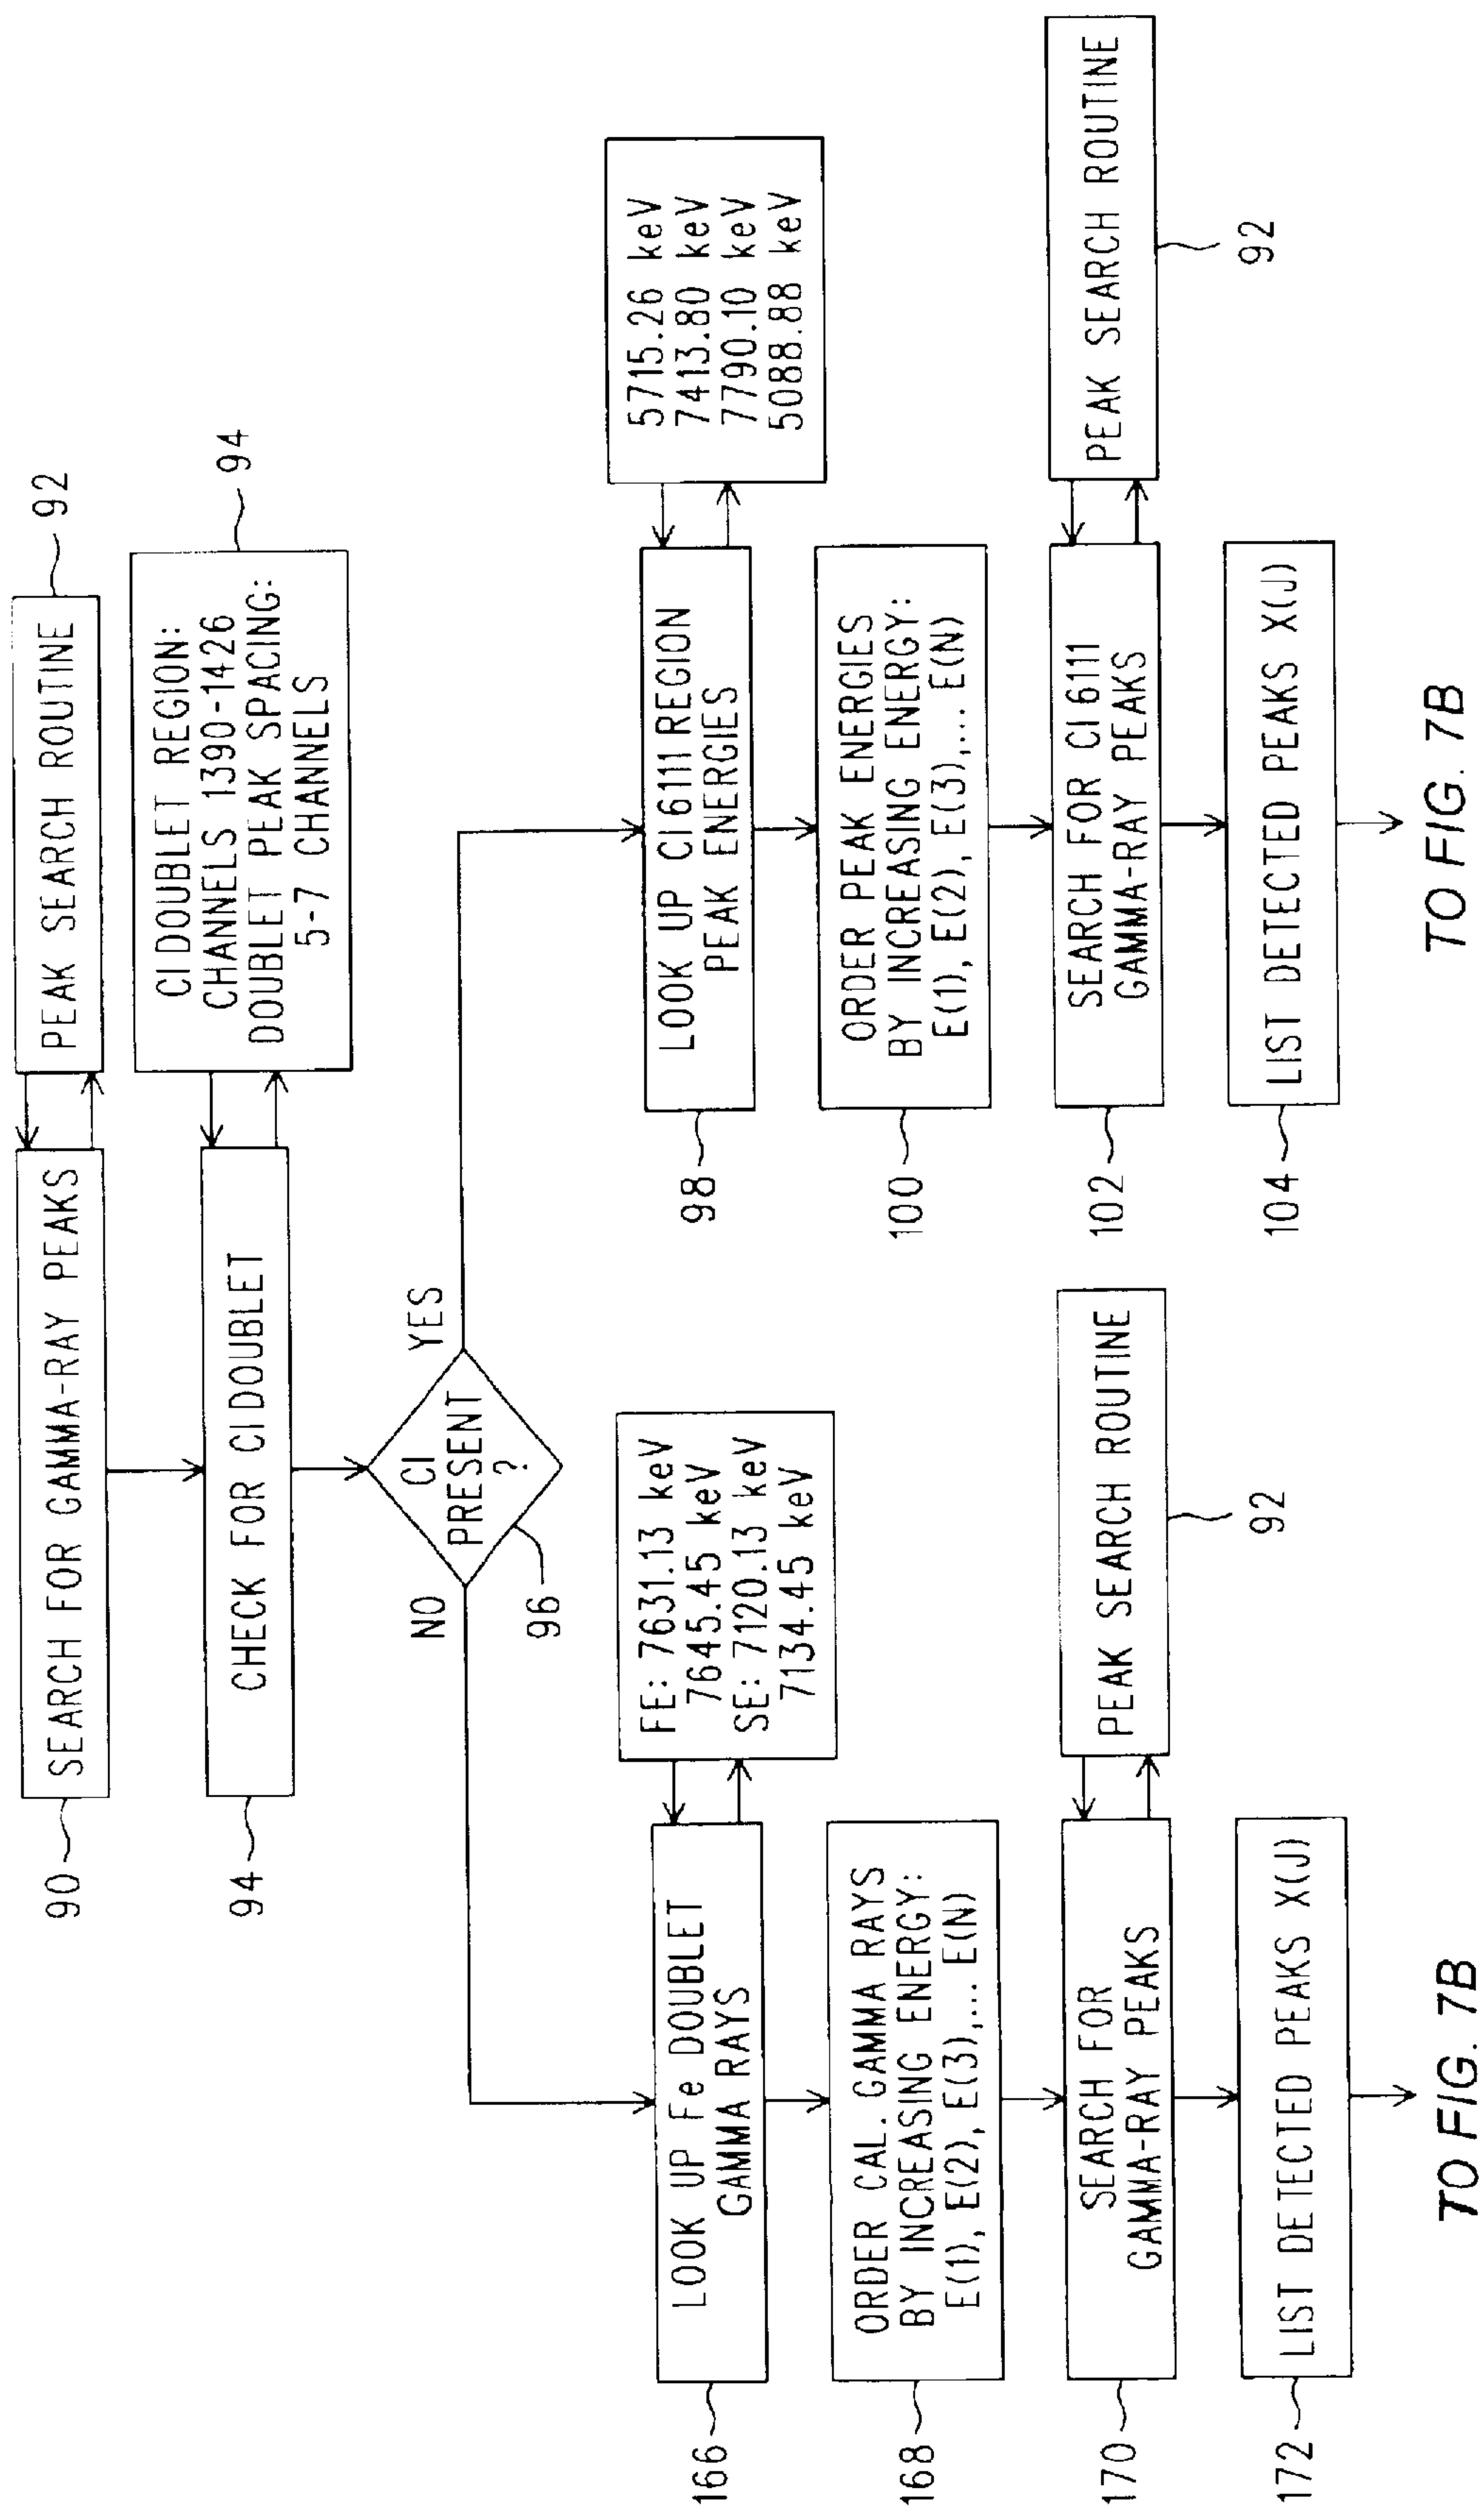 90
SEARCH FOR GAMMA-RAY PEAKS
PEAK SEARCH ROUTINE
92
94
CHECK FOR Cl DOUBLET
Cl DOUBLET REGION:
CHANNELS 1390-1426
DOUBLET PEAK SPACING:
5-7 CHANNELS
94
NO
Cl
PRESENT
?
YES
96
166
LOOK UP Fe DOUBLET
GAMMA RAYS
FE: 7631.13 keV
7645.45 keV
SE: 7120.13 keV
7134.45 keV
168
ORDER CAL. GAMMA RAYS
BY INCREASING ENERGY:
E(1), E(2), E(3),... E(N)
170
SEARCH FOR
GAMMA-RAY PEAKS
PEAK SEARCH ROUTINE
92
172
LIST DETECTED PEAKS X(J)
TO FIG. 7B
98
LOOK UP Cl 6111 REGION
PEAK ENERGIES
5715.26 keV
7413.80 keV
7790.10 keV
5088.88 keV
100
ORDER PEAK ENERGIES
BY INCREASING ENERGY:
E(1), E(2), E(3),... E(N)
102
SEARCH FOR Cl 6111
GAMMA-RAY PEAKS
PEAK SEARCH ROUTINE
92
104
LIST DETECTED PEAKS X(J)
TO FIG. 7B